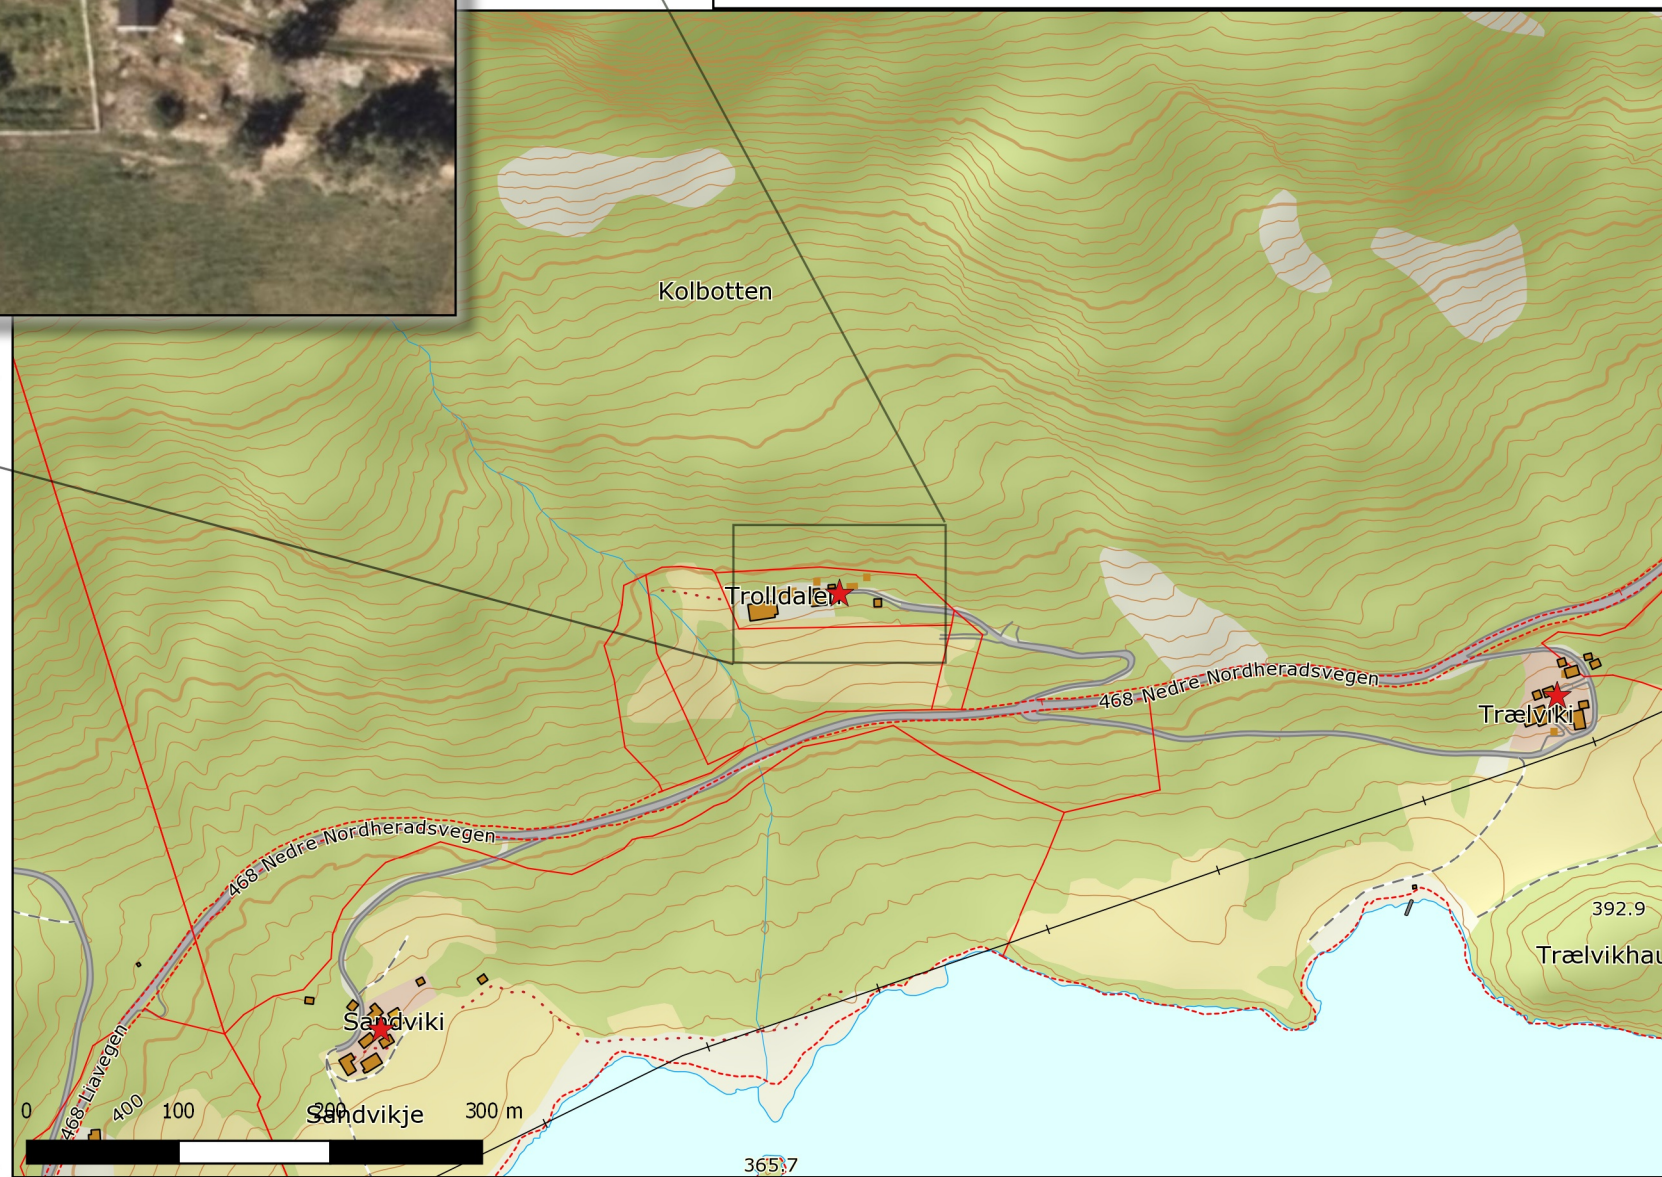 Kolbotten
Trolldalen
468 Nedre Nordheradsvegen
Trælviki
468 Nedre Nordheradsvegen
392.9
Trælvikhau
Sandviki
468 Liavegen
400
Sandvikje
0 100 200 300 m
365.7